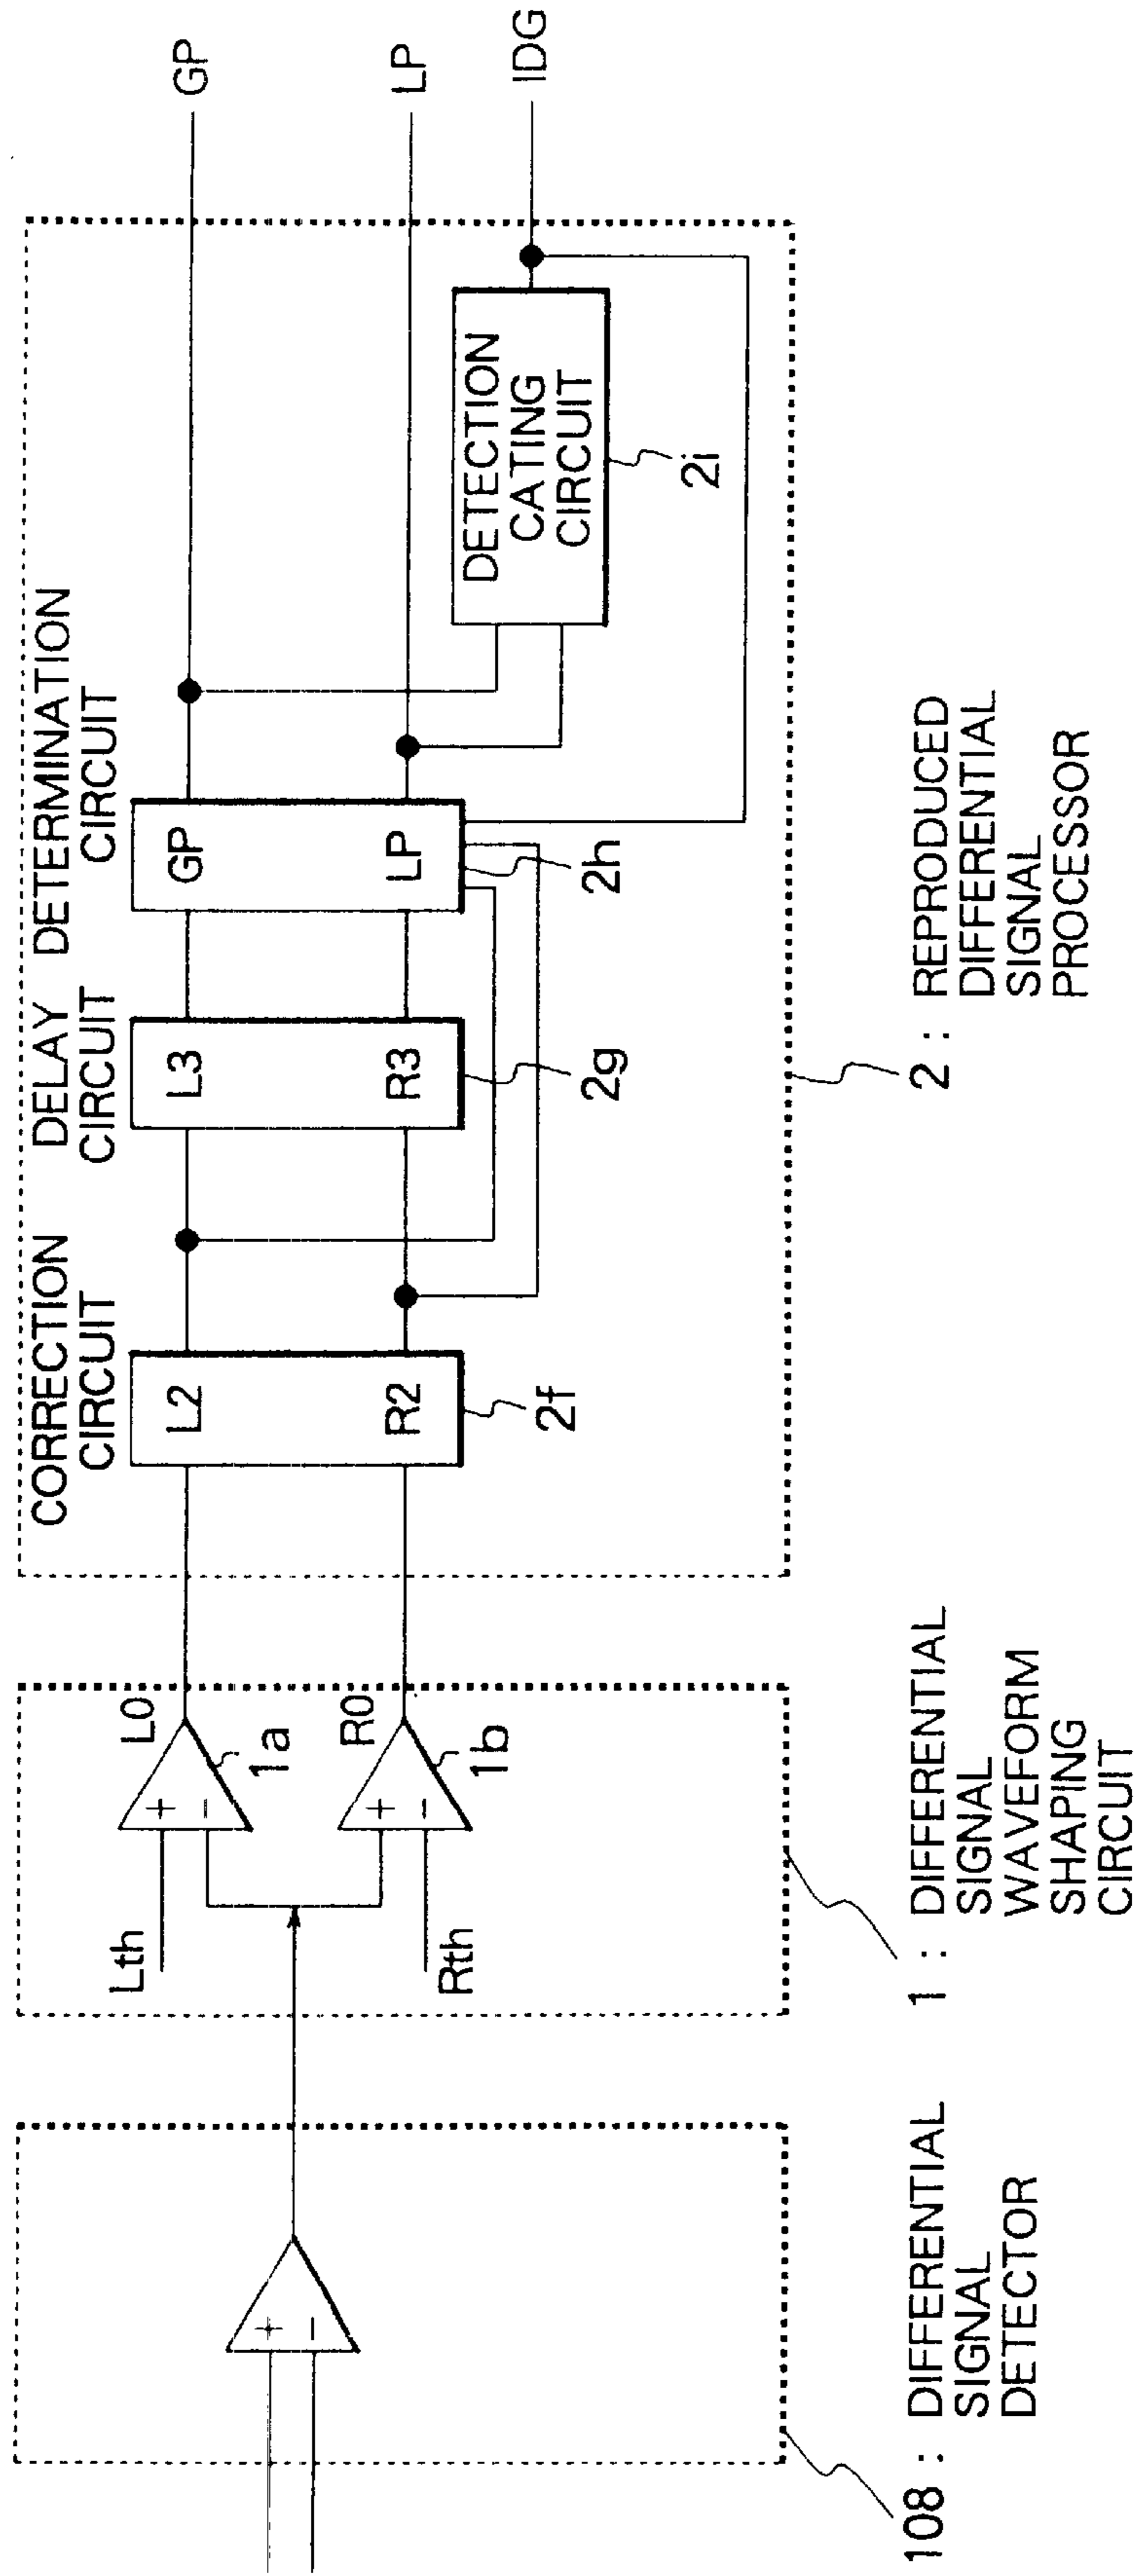 CORRECTION
CIRCUIT
DELAY
CIRCUIT
DETERMINATION
CIRCUIT
GP
LP
IDG
+
−
Lth
+
−
L0
1a
Rth
+
−
R0
1b
L2
R2
2f
L3
R3
2g
GP
LP
2h
DETECTION
CATING
CIRCUIT
2i
108 : DIFFERENTIAL
SIGNAL
DETECTOR
1 : DIFFERENTIAL
SIGNAL
WAVEFORM
SHAPING
CIRCUIT
2 : REPRODUCED
DIFFERENTIAL
SIGNAL
PROCESSOR